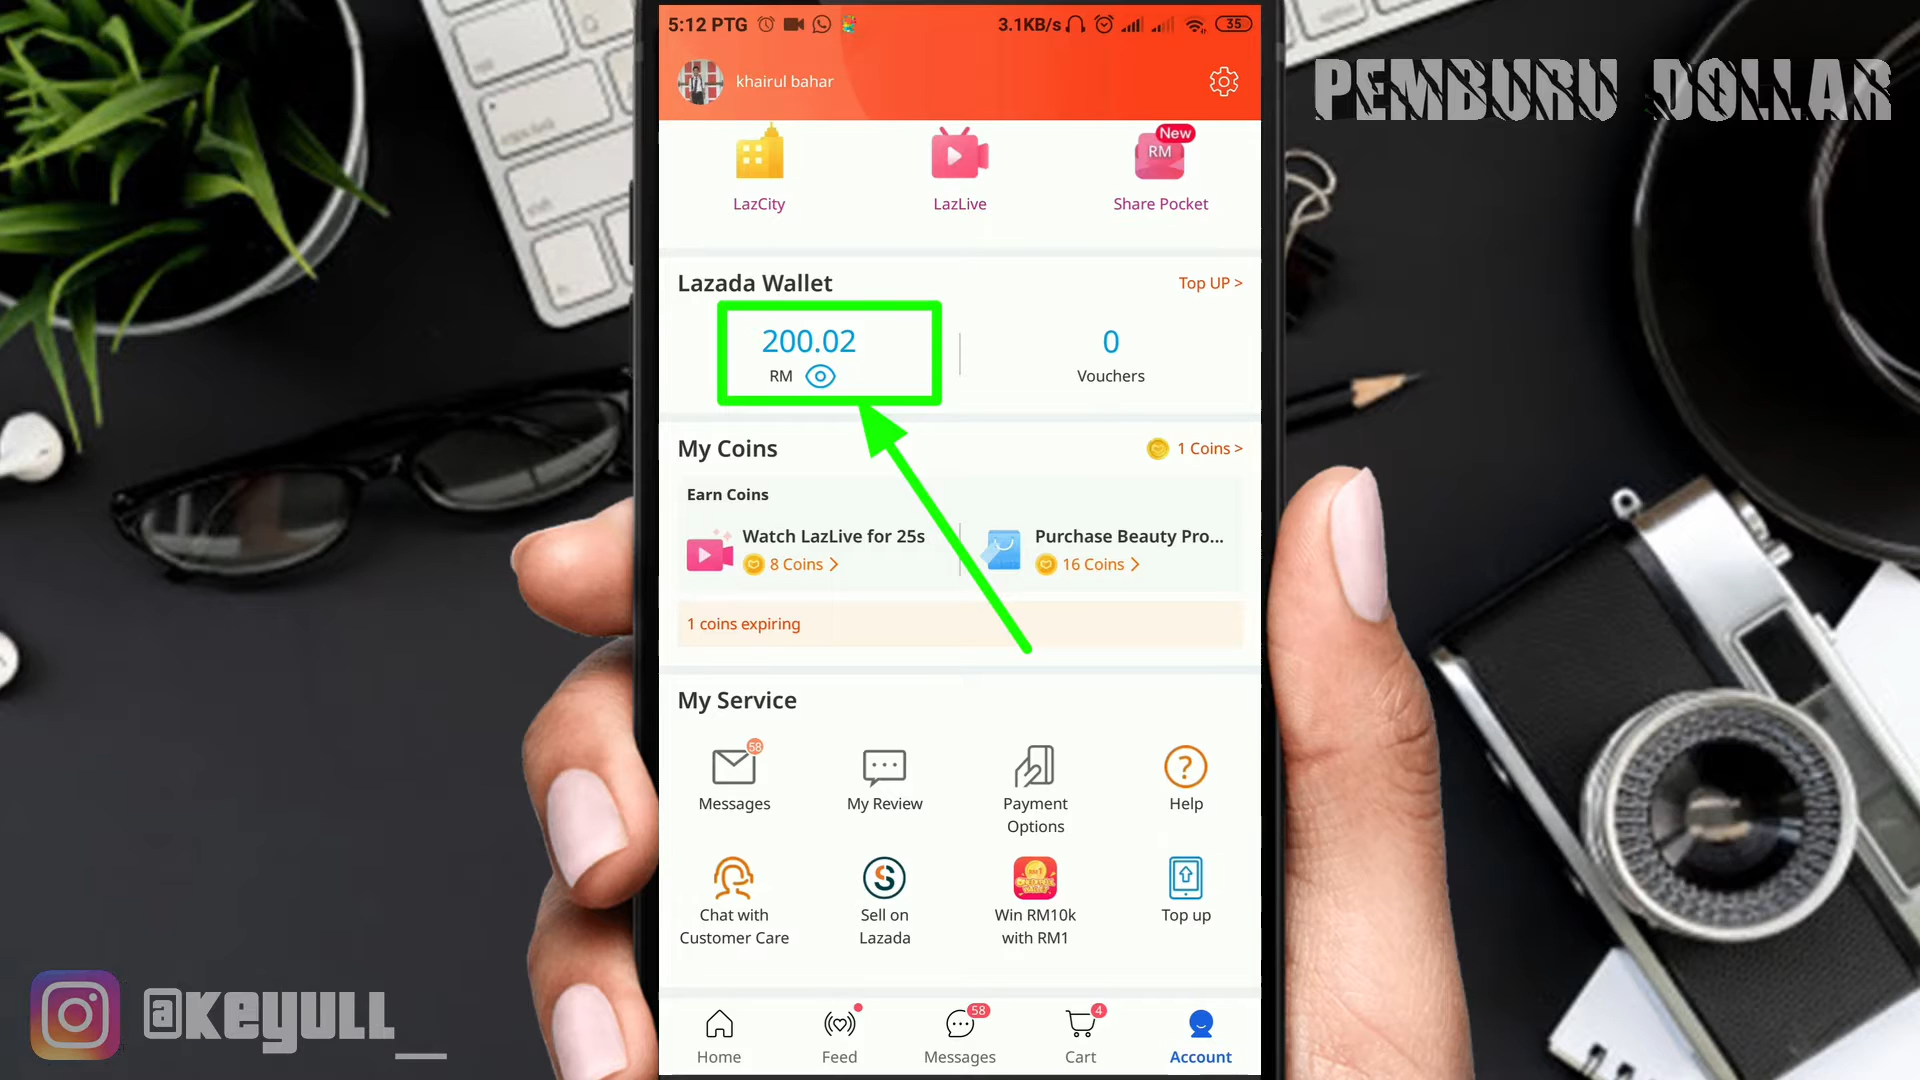 5:12 PTG
3.1KB/s
35
khairul bahar
PEMBURU DOLLAR
New
RM
LazCity
LazLive
Share Pocket
Lazada Wallet
Top UP >
200.02
RM
0
Vouchers
My Coins
1 Coins >
Earn Coins
Watch LazLive for 25s
8 Coins >
Purchase Beauty Pro...
16 Coins >
1 coins expiring
My Service
58
Messages
My Review
Payment
Options
?
Help
Chat with
Customer Care
S
Sell on
Lazada
Win RM10k
with RM1
Top up
@keyull__
Home
Feed
58
Messages
4
Cart
Account